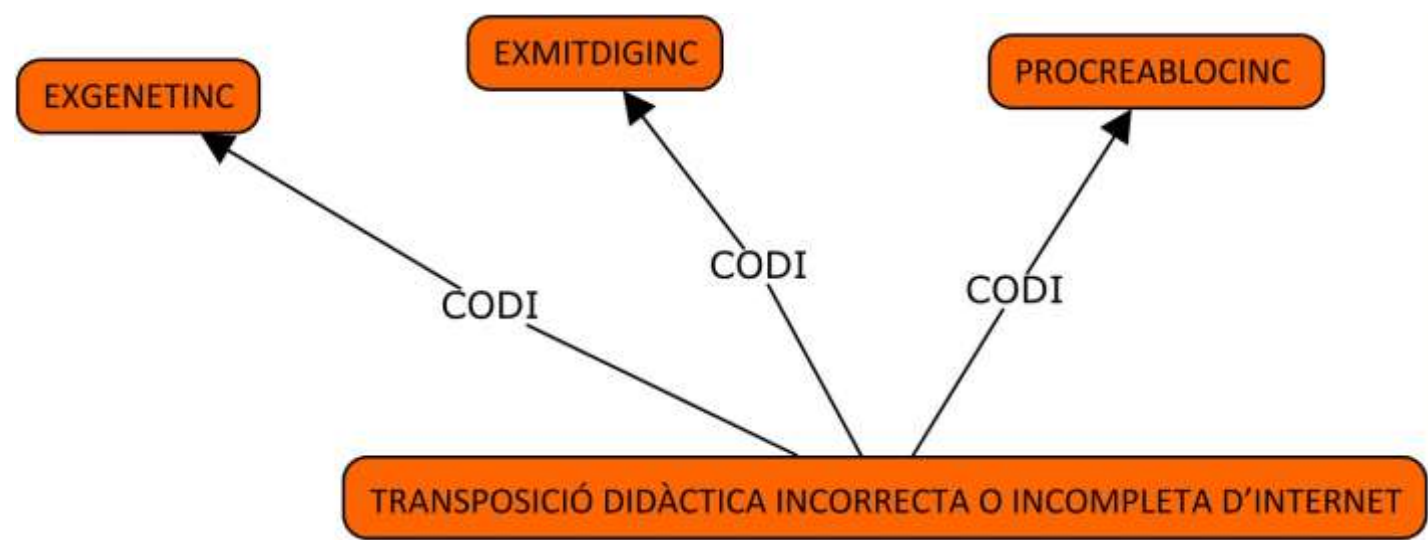 EXGENETINC
EXMITDIGINC
PROCREABLOCINC
CODI
CODI
CODI
TRANSPOSICIÓ DIDÀCTICA INCORRECTA O INCOMPLETA D'INTERNET